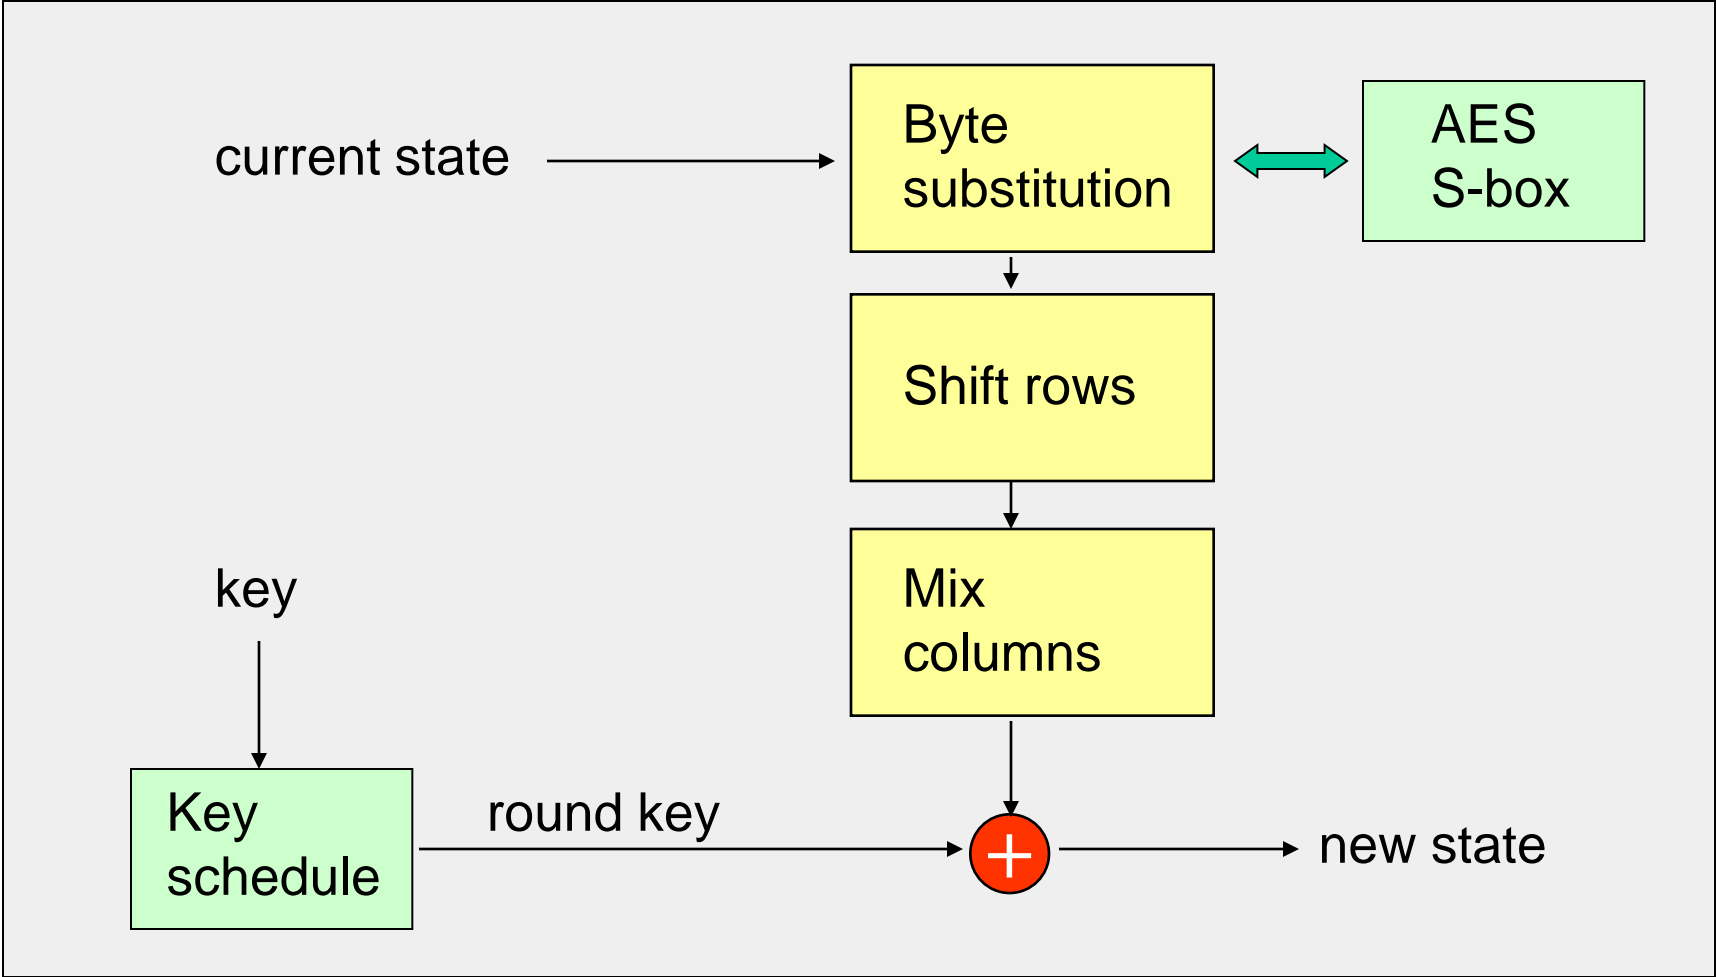 current state
Byte
substitution
AES
S-box
Shift rows
Mix
columns
key
Key
schedule
round key
new state